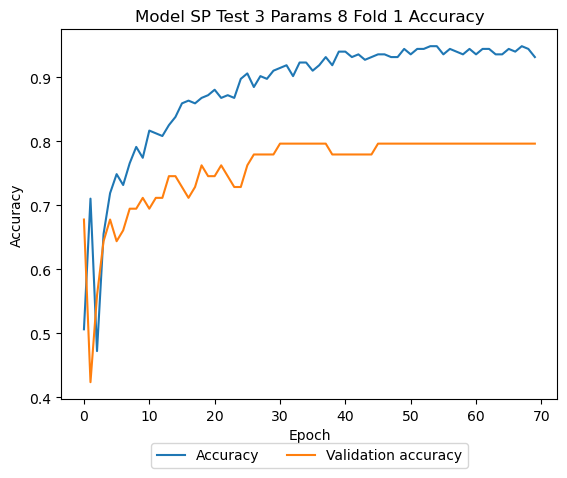 Model SP Test 3 Params 8 Fold 1 Accuracy
Accuracy
0.9
0.8
0.7
0.6
0.5
0.4
0 10 20 30 40 50 60 70
Epoch
Accuracy Validation accuracy